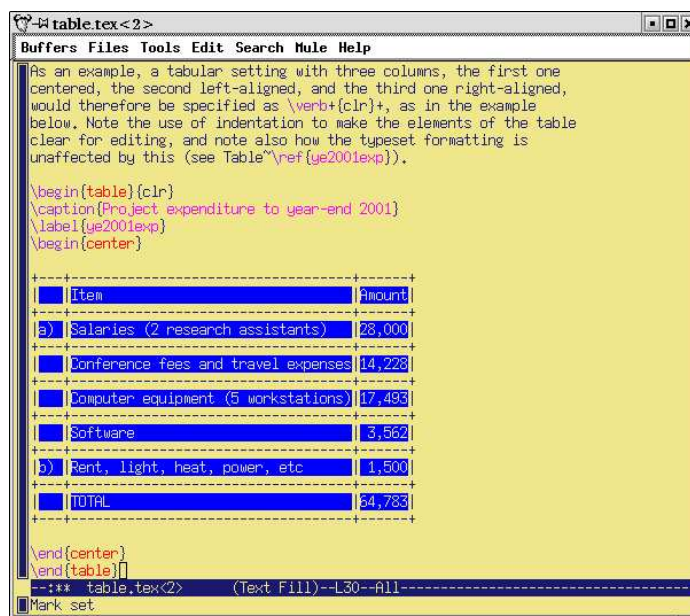 table.tex<2>
Buffers Files Tools Edit Search Mule Help
As an example, a tabular setting with three columns, the first one
centered, the second left-aligned, and the third one right-aligned,
would therefore be specified as \verb+{clr}+, as in the example
below. Note the use of indentation to make the elements of the table
clear for editing, and note also how the typeset formatting is
unaffected by this (see Table~\ref{ye2001exp}).
\begin{table}{clr}
\caption{Project expenditure to year-end 2001}
\label{ye2001exp}
\begin{center}
+---+--------------------------------+------+
|   |Item                            |Amount|
+---+--------------------------------+------+
|a) |Salaries (2 research assistants)   |28,000|
+---+--------------------------------+------+
|   |Conference fees and travel expenses|14,228|
+---+--------------------------------+------+
|   |Computer equipment (5 workstations)|17,493|
+---+--------------------------------+------+
|   |Software                        | 3,562|
+---+--------------------------------+------+
|b) |Rent, light, heat, power, etc   | 1,500|
+---+--------------------------------+------+
|   |TOTAL                           |64,783|
+---+--------------------------------+------+
\end{center}
\end{table}
--:** table.tex<2> (Text Fill)--L30--All--------------------------------
Mark set